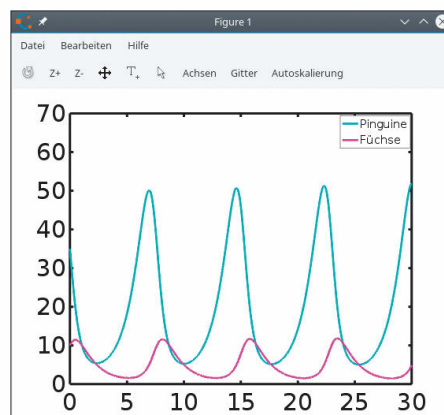 Figure 1
Datei Bearbeiten Hilfe
Z+ Z- T+ Achsen Gitter Autoskalierung
70
Pinguine
Füchse
60
50
40
30
20
10
0
0 5 10 15 20 25 30